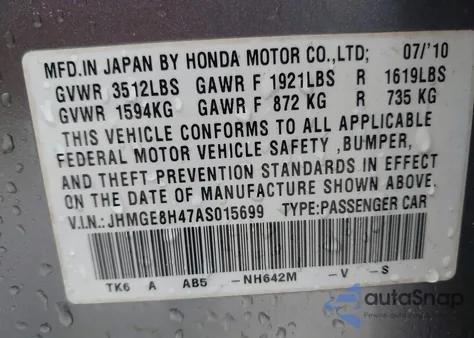 MFD.IN JAPAN BY HONDA MOTOR CO.,LTD; 07/'10
GVWR 3512LBS GAWR F 1921LBS R 1619LBS
GVWR 1594KG GAWR F 872 KG R 735 KG
THIS VEHICLE CONFORMS TO ALL APPLICABLE
FEDERAL MOTOR VEHICLE SAFETY ,BUMPER,
AND THEFT PREVENTION STANDARDS IN EFFECT
ON THE DATE OF MANUFACTURE SHOWN ABOVE.
V.I.N.: JHMGE8H47AS015699 TYPE:PASSENGER CAR
TK6 A AB5 -NH642M -V -S
autoSnap